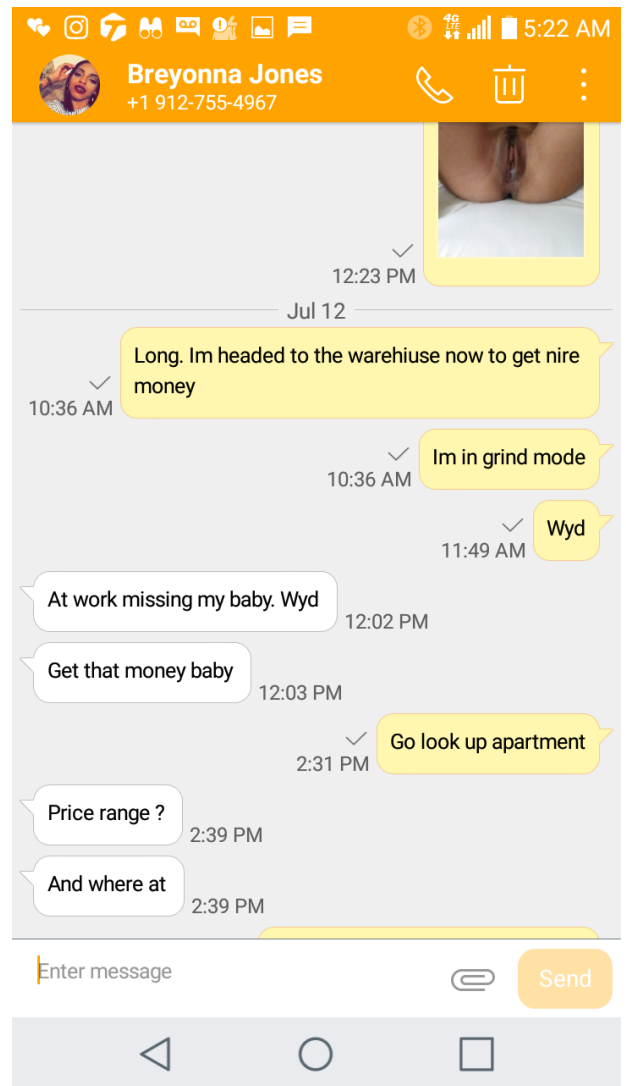 5:22 AM
Breyonna Jones
+1 912-755-4967
12:23 PM
Jul 12
Long. Im headed to the warehiuse now to get nire
money
10:36 AM
Im in grind mode
10:36 AM
Wyd
11:49 AM
At work missing my baby. Wyd
12:02 PM
Get that money baby
12:03 PM
Go look up apartment
2:31 PM
Price range ?
2:39 PM
And where at
2:39 PM
Enter message
Send